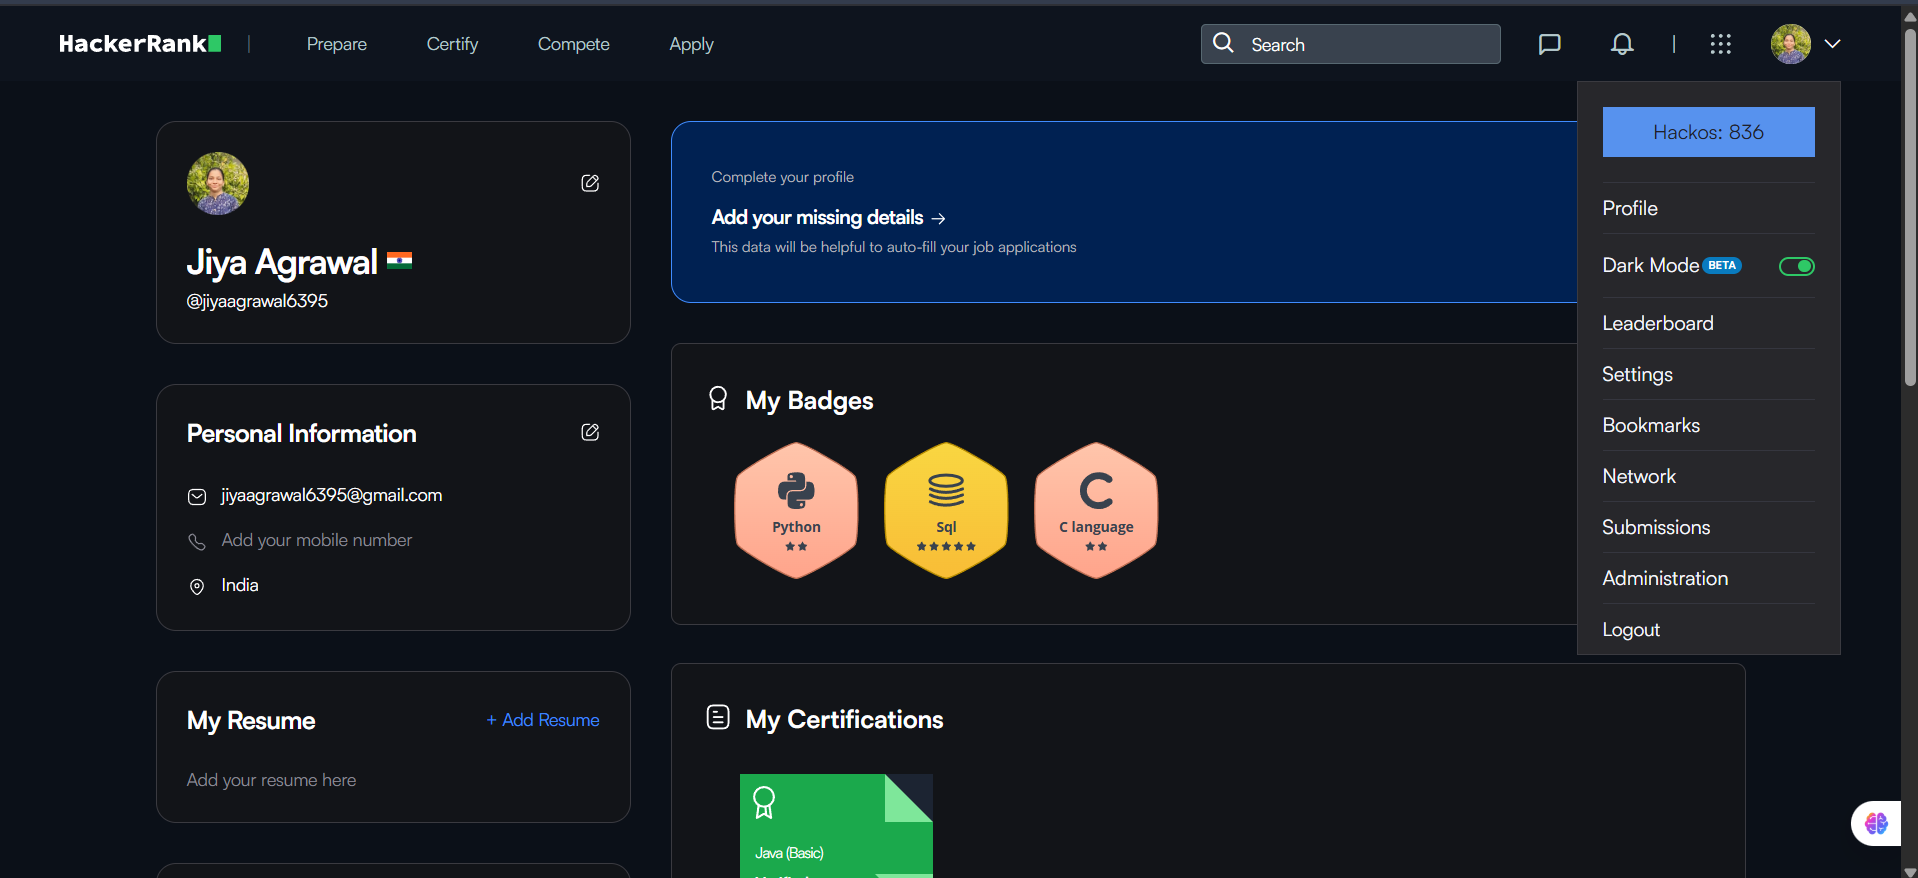 HackerRank
Prepare
Certify
Compete
Apply
Search
Hackos: 836
Profile
Dark Mode BETA
Leaderboard
Settings
Bookmarks
Network
Submissions
Administration
Logout
Jiya Agrawal
@jiyaagrawal6395
Personal Information
jiyaagrawal6395@gmail.com
Add your mobile number
India
My Resume
+ Add Resume
Add your resume here
Complete your profile
Add your missing details →
This data will be helpful to auto-fill your job applications
My Badges
Python
Sql
C language
My Certifications
Java (Basic)